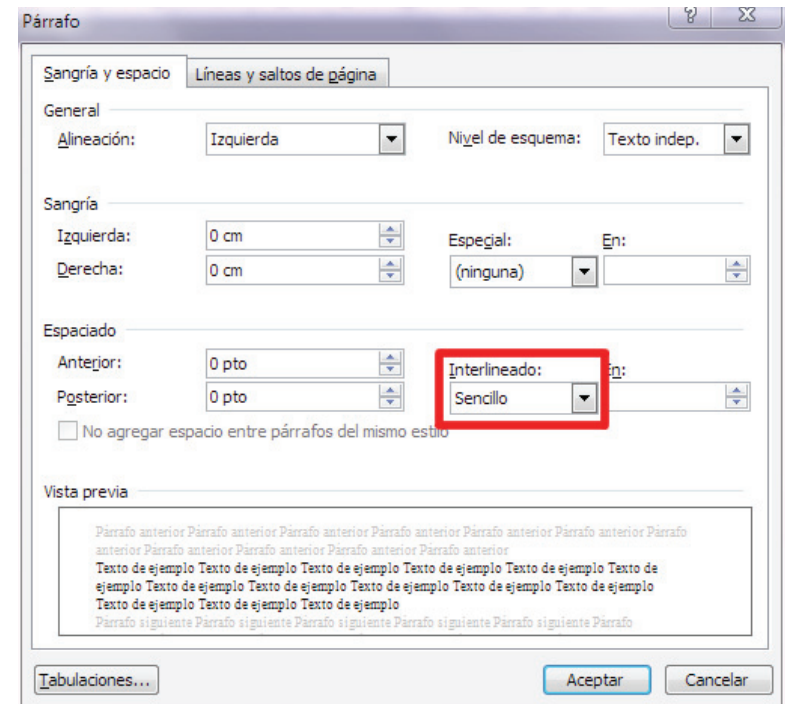 Párrafo
Sangría y espacio Líneas y saltos de página
General
Alineación: Izquierda Nivel de esquema: Texto indep.
Sangría
Izquierda: 0 cm Especial: En:
Derecha: 0 cm (ninguna)
Espaciado
Anterior: 0 pto Interlineado: En:
Posterior: 0 pto Sencillo
No agregar espacio entre párrafos del mismo estilo
Vista previa
Párrafo anterior Párrafo anterior Párrafo anterior Párrafo anterior Párrafo anterior Párrafo anterior Párrafo
anterior Párrafo anterior Párrafo anterior Párrafo anterior Párrafo anterior
Texto de ejemplo Texto de ejemplo Texto de ejemplo Texto de ejemplo Texto de ejemplo Texto de
ejemplo Texto de ejemplo Texto de ejemplo Texto de ejemplo Texto de ejemplo Texto de ejemplo
Texto de ejemplo Texto de ejemplo Texto de ejemplo
Párrafo siguiente Párrafo siguiente Párrafo siguiente Párrafo siguiente Párrafo siguiente Párrafo
Tabulaciones... Aceptar Cancelar